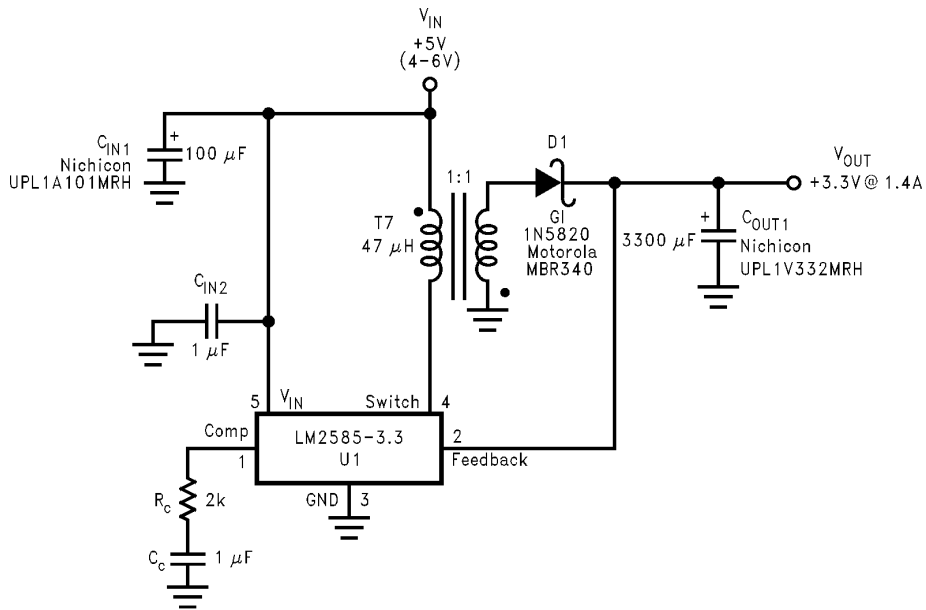 V_IN
+5V
(4-6V)
C_IN1
Nichicon
UPL1A101MRH
+
100 μF
D1
V_OUT
+3.3V@ 1.4A
1:1
T7
47 μH
GI
1N5820
Motorola
MBR340
+
3300 μF
C_OUT1
Nichicon
UPL1V332MRH
C_IN2
1 μF
5
V_IN
Switch
4
Comp
1
LM2585-3.3
U1
2
Feedback
GND
3
R_c
2k
C_c
1 μF